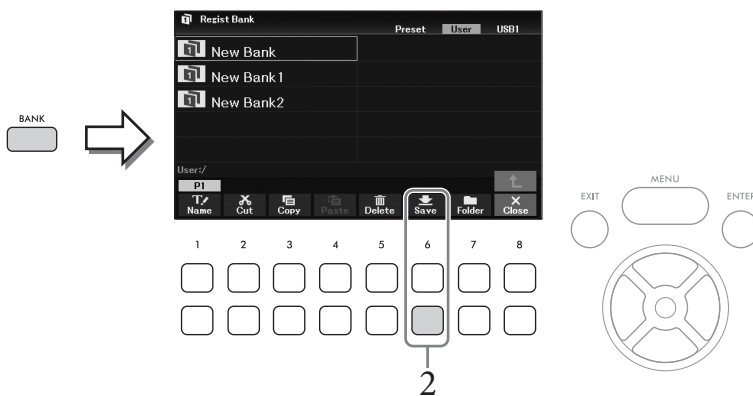 Regist Bank
Preset User USB1
New Bank
New Bank1
New Bank2
BANK
User:/
P1
Name Cut Copy Paste Delete Save Folder Close
EXIT MENU ENTER
1 2 3 4 5 6 7 8
2